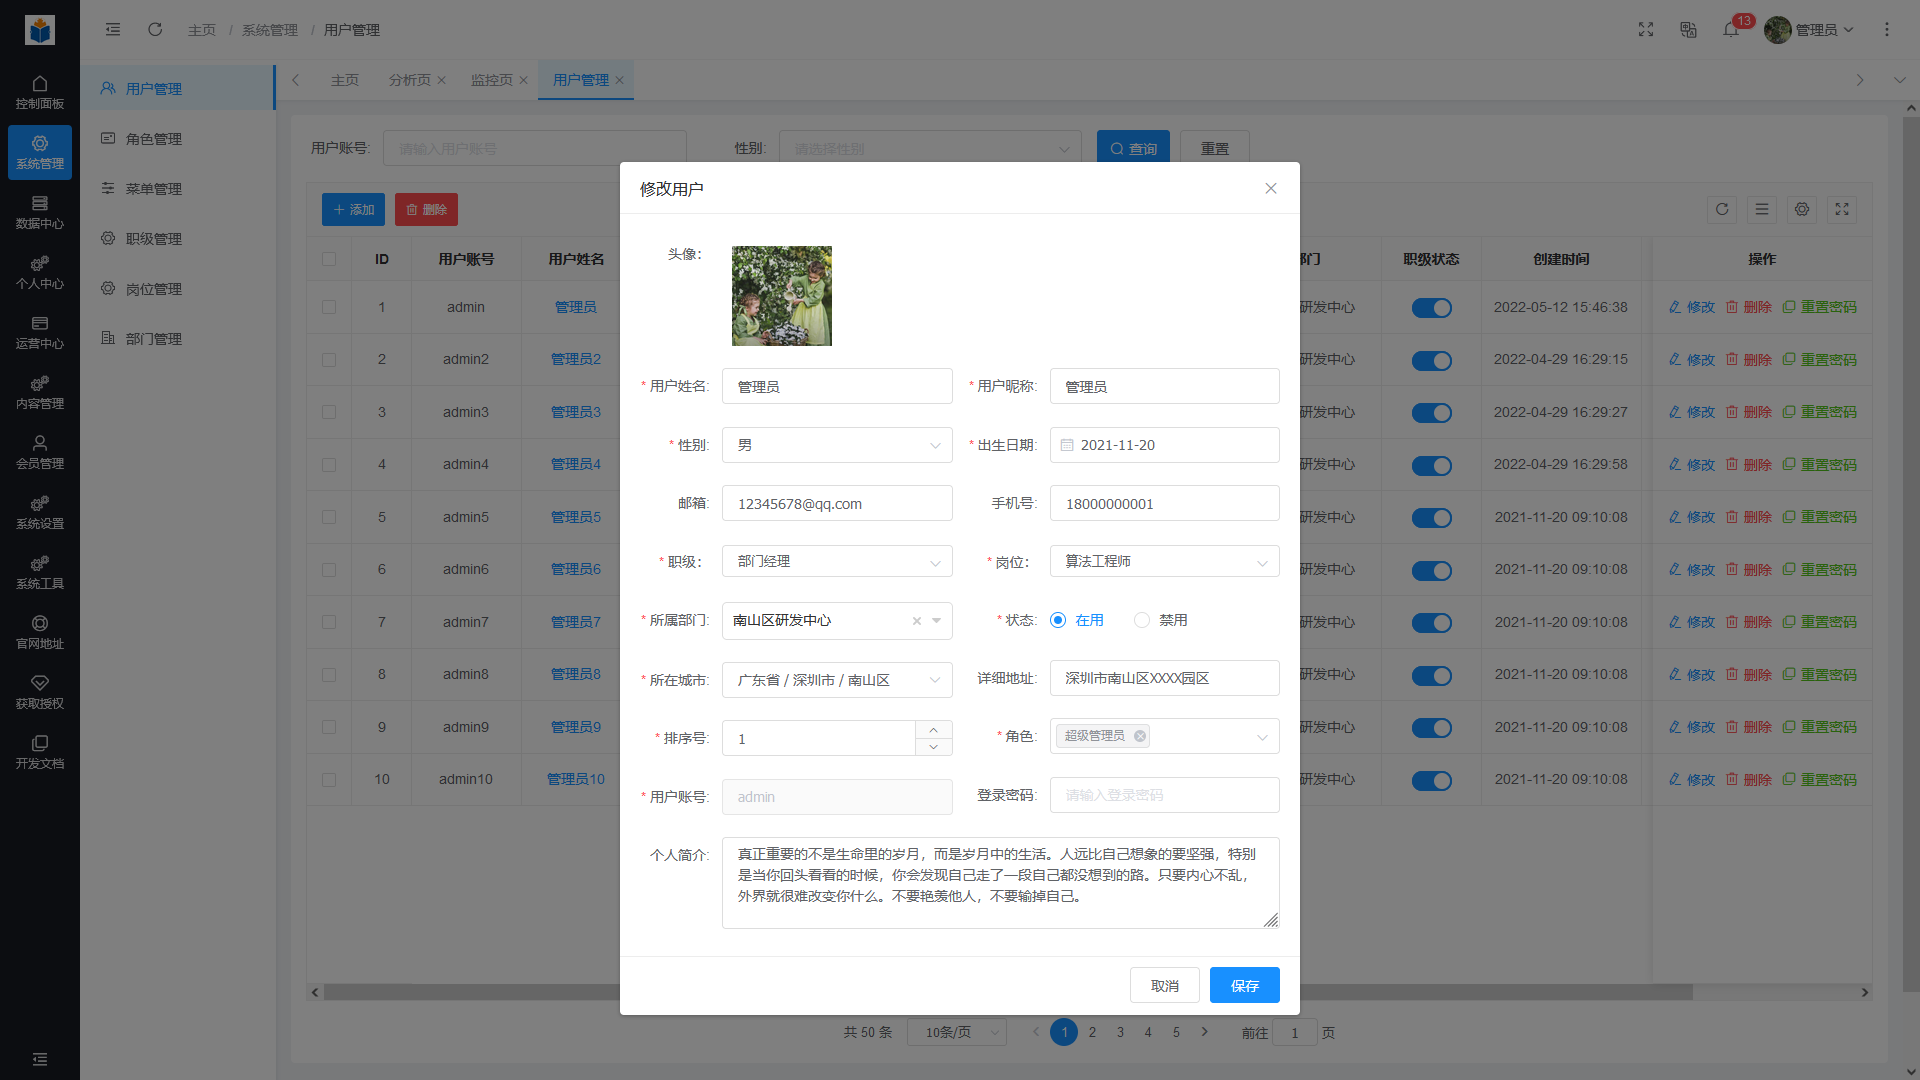 主页 / 系统管理 / 用户管理
13
管理员
控制面板
系统管理
数据中心
个人中心
运营中心
内容管理
会员管理
系统设置
系统工具
官网地址
获取授权
开发文档
用户管理
角色管理
菜单管理
职级管理
岗位管理
部门管理
主页 分析页 监控页 用户管理
用户账号: 请输入用户账号 性别: 请选择性别 查询 重置
添加 删除
ID 用户账号 用户姓名 部门 职级状态 创建时间 操作
1 admin 管理员 研发中心 2022-05-12 15:46:38 修改 删除 重置密码
2 admin2 管理员2 研发中心 2022-04-29 16:29:15 修改 删除 重置密码
3 admin3 管理员3 研发中心 2022-04-29 16:29:27 修改 删除 重置密码
4 admin4 管理员4 研发中心 2022-04-29 16:29:58 修改 删除 重置密码
5 admin5 管理员5 研发中心 2021-11-20 09:10:08 修改 删除 重置密码
6 admin6 管理员6 研发中心 2021-11-20 09:10:08 修改 删除 重置密码
7 admin7 管理员7 研发中心 2021-11-20 09:10:08 修改 删除 重置密码
8 admin8 管理员8 研发中心 2021-11-20 09:10:08 修改 删除 重置密码
9 admin9 管理员9 研发中心 2021-11-20 09:10:08 修改 删除 重置密码
10 admin10 管理员10 研发中心 2021-11-20 09:10:08 修改 删除 重置密码
共 50 条 10条/页 1 2 3 4 5 前往 1 页
修改用户
头像：
* 用户姓名: 管理员 * 用户昵称: 管理员
* 性别: 男 * 出生日期: 2021-11-20
邮箱: 12345678@qq.com 手机号: 18000000001
* 职级： 部门经理 * 岗位： 算法工程师
* 所属部门: 南山区研发中心 * 状态: 在用 禁用
* 所在城市: 广东省 / 深圳市 / 南山区 详细地址: 深圳市南山区XXXX园区
* 排序号: 1 * 角色: 超级管理员
* 用户账号: admin 登录密码: 请输入登录密码
个人简介: 真正重要的不是生命里的岁月，而是岁月中的生活。人远比自己想象的要坚强，特别
是当你回头看看的时候，你会发现自己走了一段自己都没想到的路。只要内心不乱，
外界就很难改变你什么。不要艳羡他人，不要输掉自己。
取消 保存